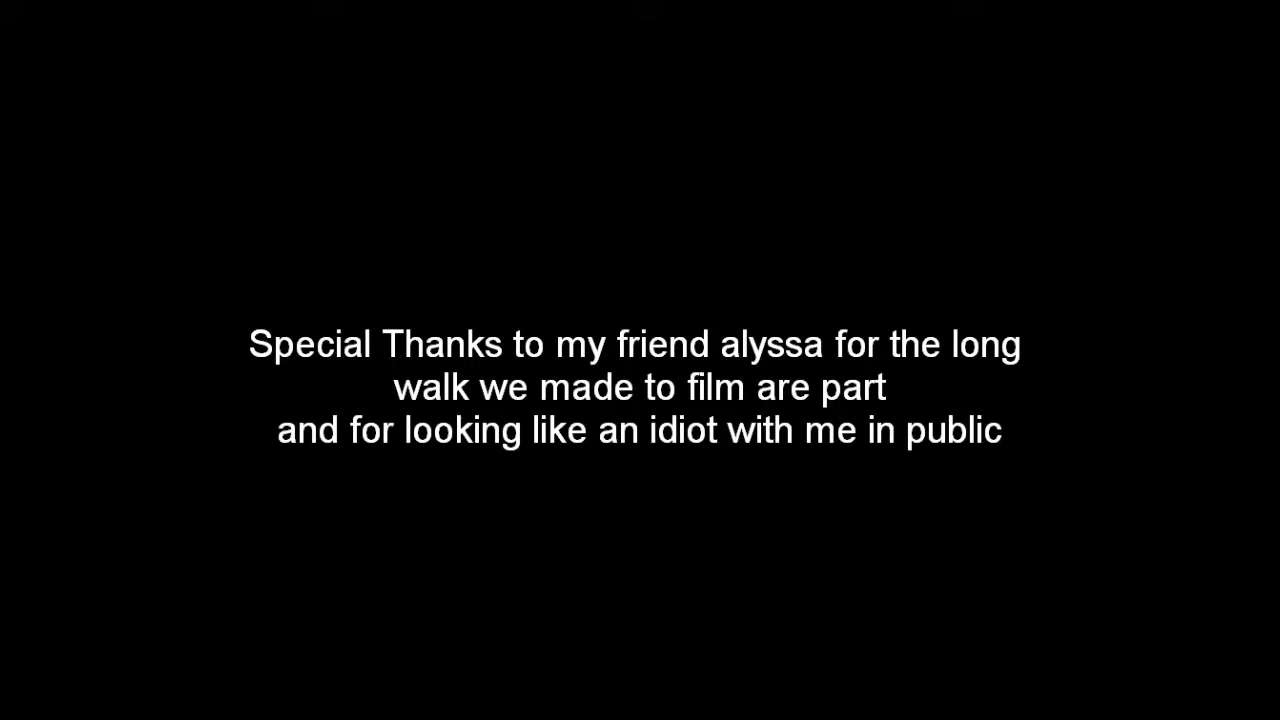 Special Thanks to my friend alyssa for the long
walk we made to film are part
and for looking like an idiot with me in public